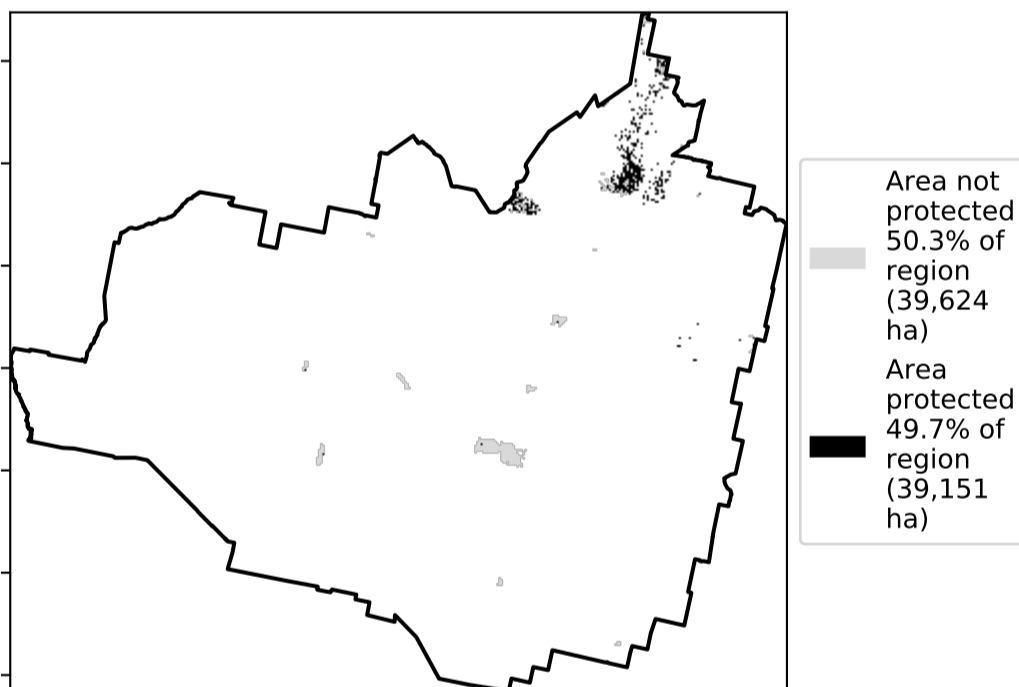 Area not
protected
50.3% of
region
(39,624
ha)
Area
protected
49.7% of
region
(39,151
ha)